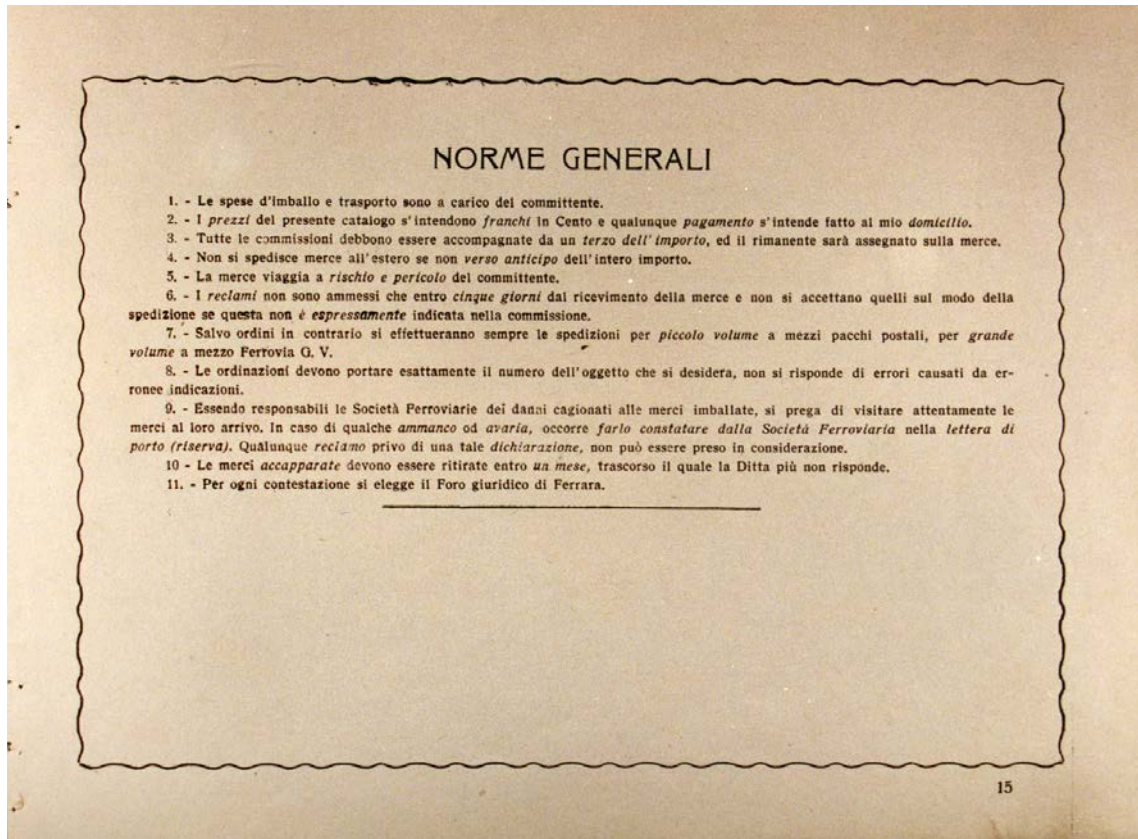 NORME GENERALI
1. - Le spese d'imballo e trasporto sono a carico del committente.
2. - I prezzi del presente catalogo s'intendono franchi in Cento e qualunque pagamento s'intende fatto al mio domicilio.
3. - Tutte le commissioni debbono essere accompagnate da un terzo dell'importo, ed il rimanente sarà assegnato sulla merce.
4. - Non si spedisce merce all'estero se non verso anticipo dell'intero importo.
5. - La merce viaggia a rischio e pericolo del committente.
6. - I reclami non sono ammessi che entro cinque giorni dal ricevimento della merce e non si accettano quelli sul modo della
spedizione se questa non è espressamente indicata nella commissione.
7. - Salvo ordini in contrario si effettueranno sempre le spedizioni per piccolo volume a mezzi pacchi postali, per grande
volume a mezzo Ferrovia G. V.
8. - Le ordinazioni devono portare esattamente il numero dell'oggetto che si desidera, non si risponde di errori causati da er-
ronee indicazioni.
9. - Essendo responsabili le Società Ferroviarie dei danni cagionati alle merci imballate, si prega di visitare attentamente le
merci al loro arrivo. In caso di qualche ammanco od avaria, occorre farlo constatare dalla Società Ferroviaria nella lettera di
porto (riserva). Qualunque reclamo privo di una tale dichiarazione, non può essere preso in considerazione.
10 - Le merci accapparate devono essere ritirate entro un mese, trascorso il quale la Ditta più non risponde.
11. - Per ogni contestazione si elegge il Foro giuridico di Ferrara.
15